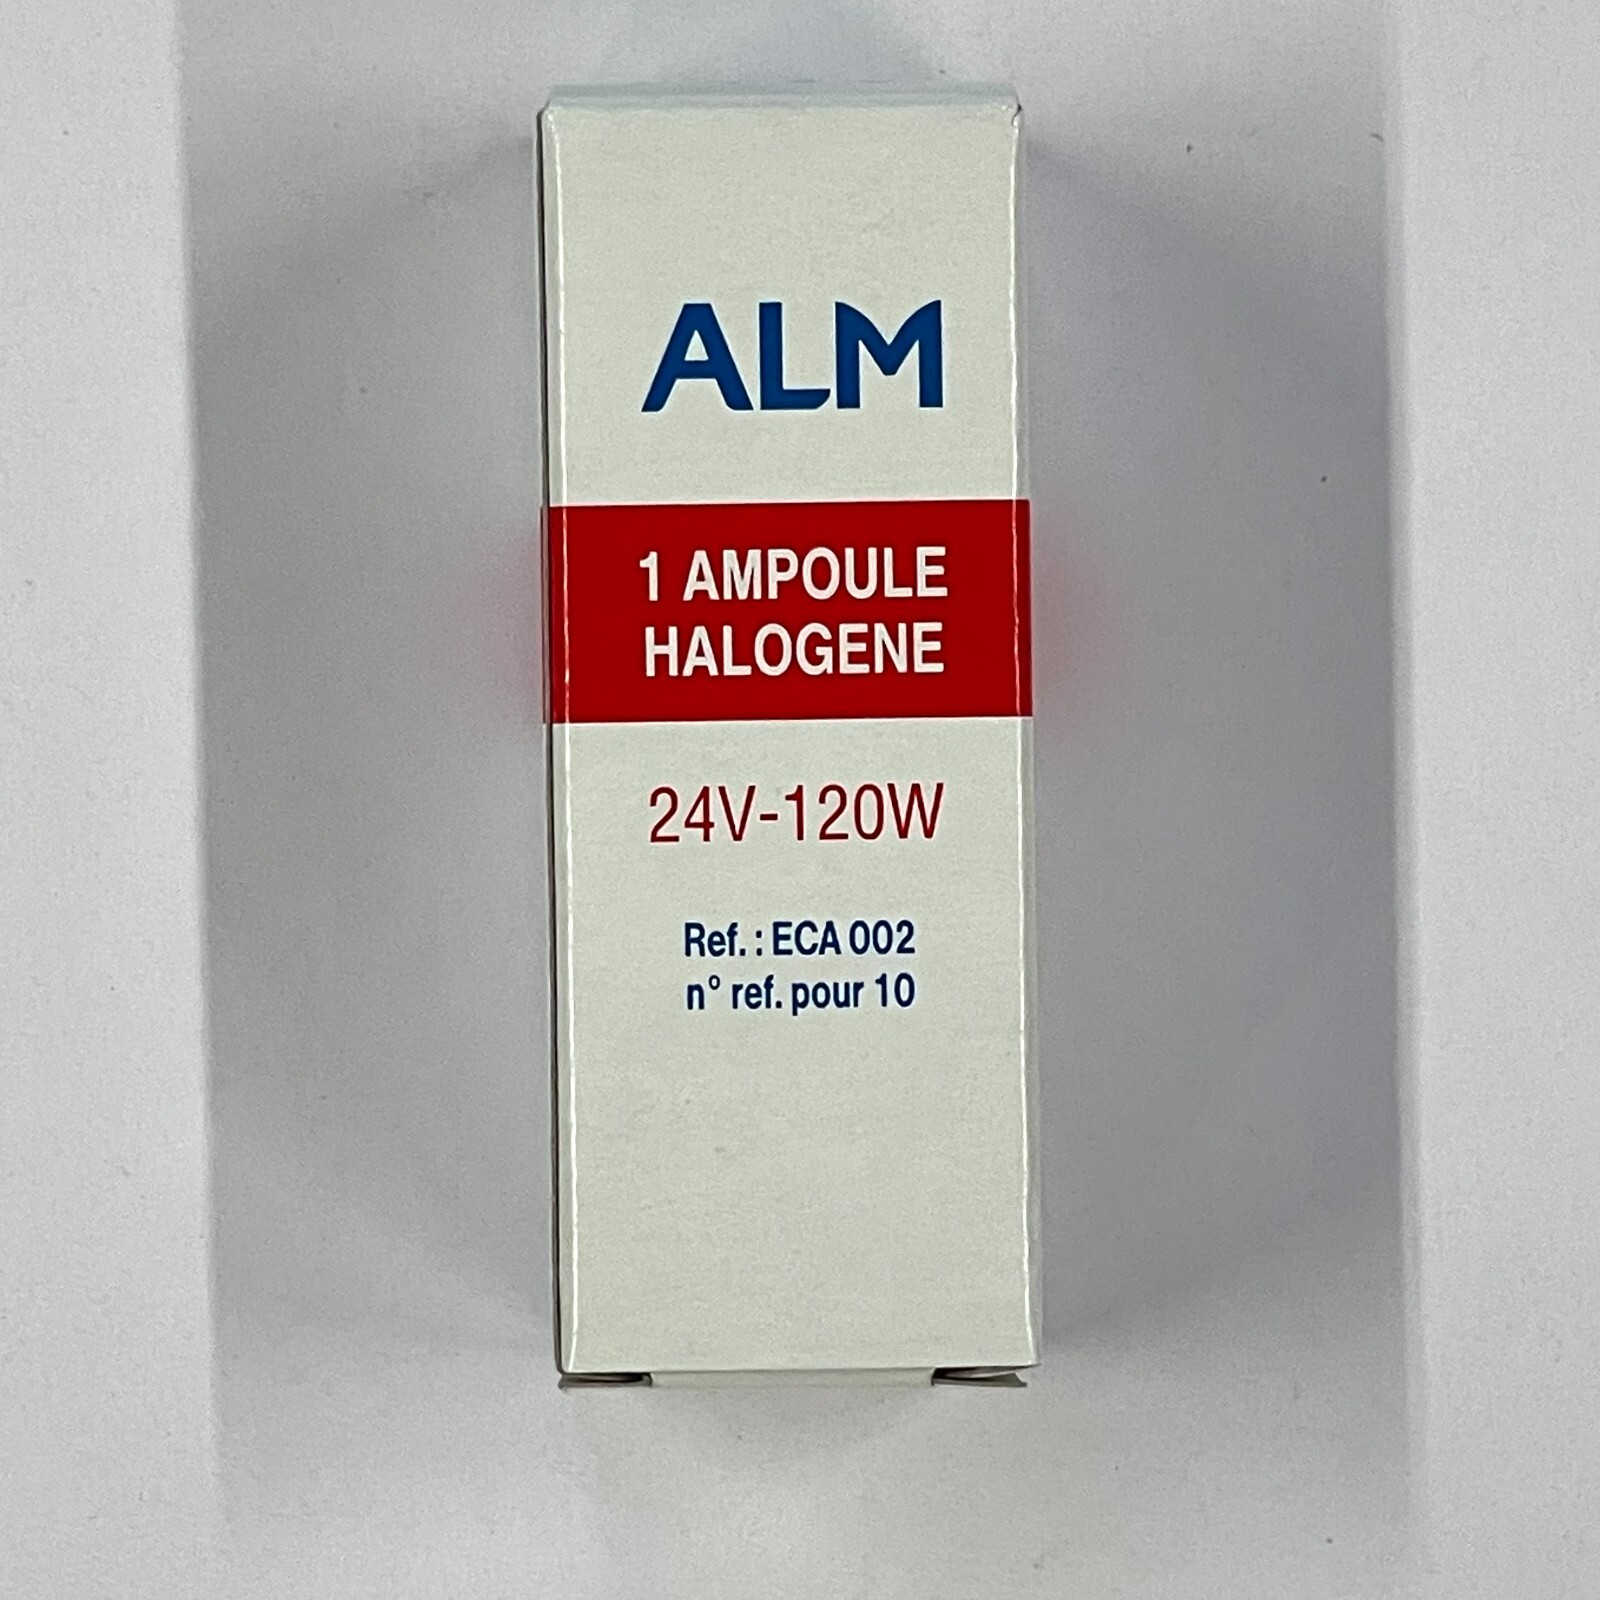 ALM
1 AMPOULE
HALOGENE
24V-120W
Ref. : ECA 002
n° ref. pour 10